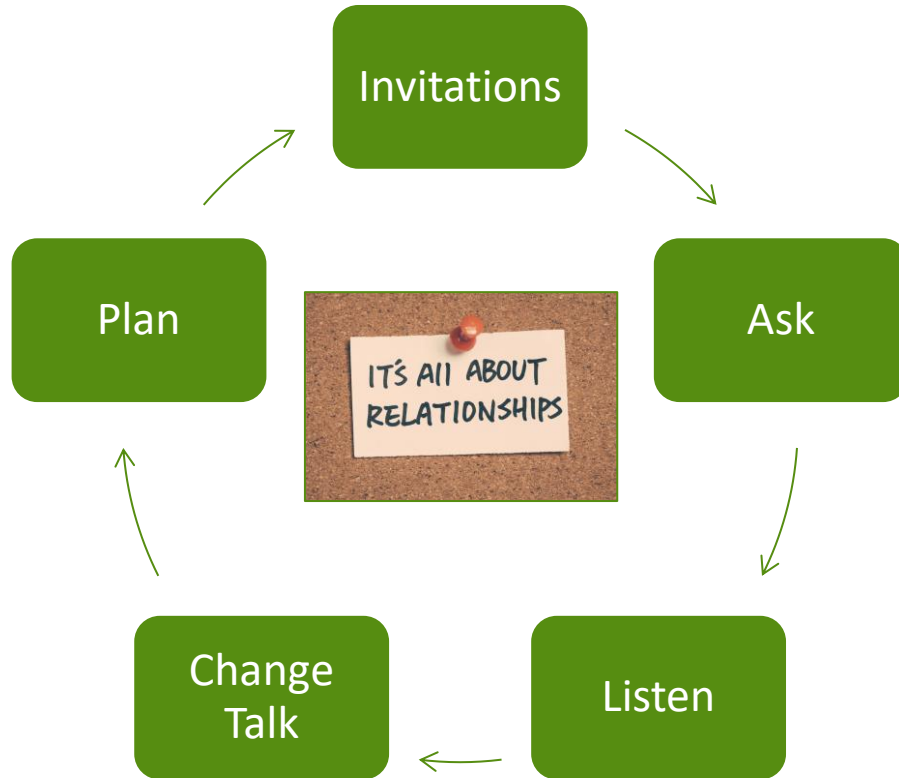 Invitations
Ask
Listen
Change
Talk
Plan
IT'S All ABOUT
RELATIONSHIPS